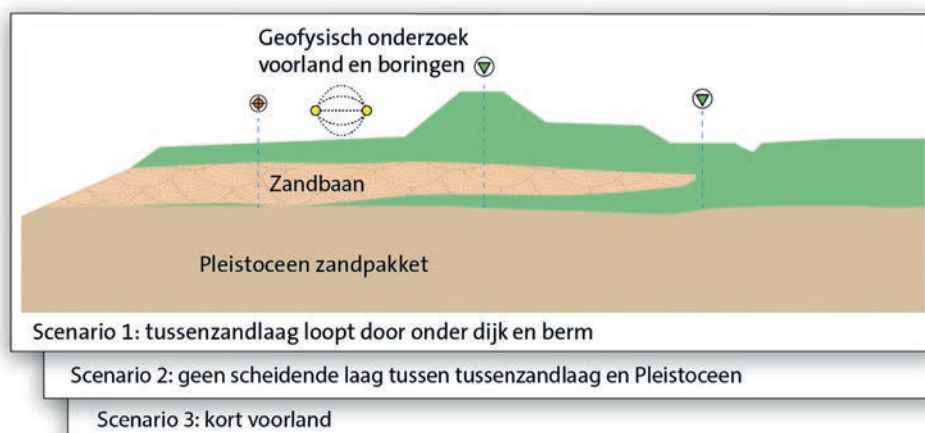 Geofysisch onderzoek
voorland en boringen
Zandbaan
Pleistoceen zandpakket
Scenario 1: tussenzandlaag loopt door onder dijk en berm
Scenario 2: geen scheidende laag tussen tussenzandlaag en Pleistoceen
Scenario 3: kort voorland